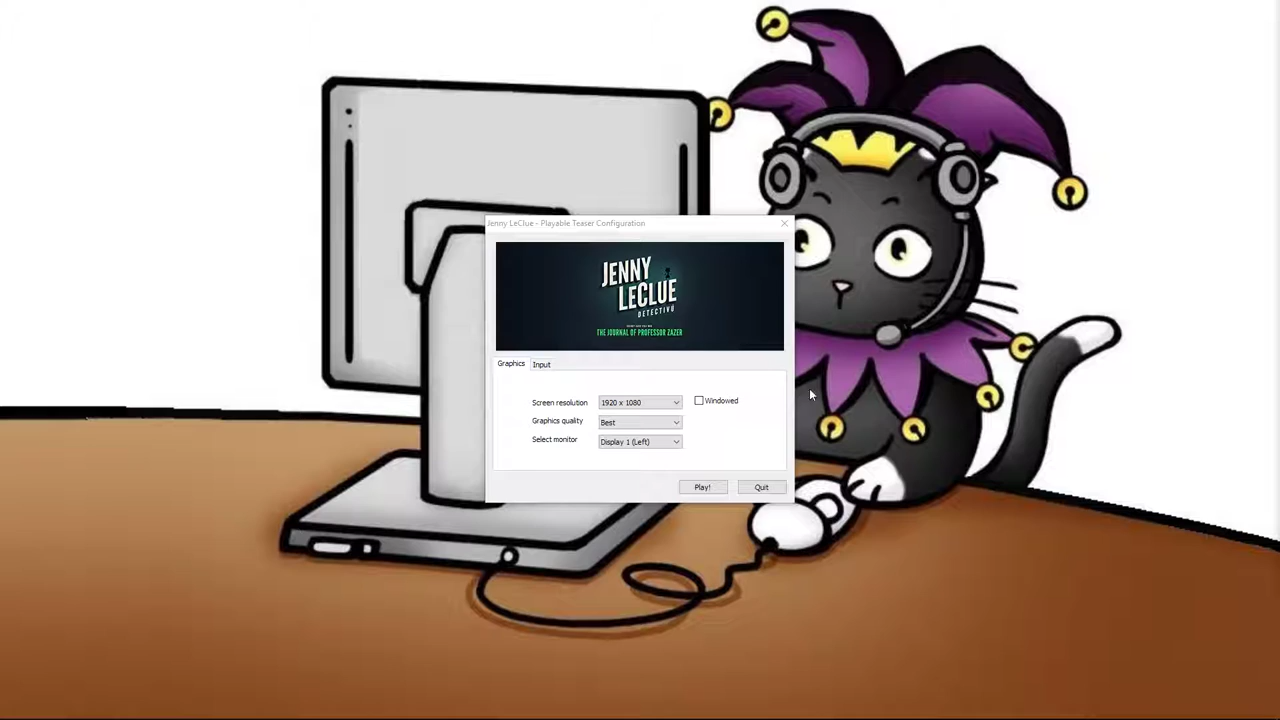 Jenny LeClue - Playable Teaser Configuration
JENNY
LECLUE
DETECTIVÚ
THE JOURNAL OF PROFESSOR ZAZER
Graphics
Input
Screen resolution
1920 x 1080
Windowed
Graphics quality
Best
Select monitor
Display 1 (Left)
Play!
Quit